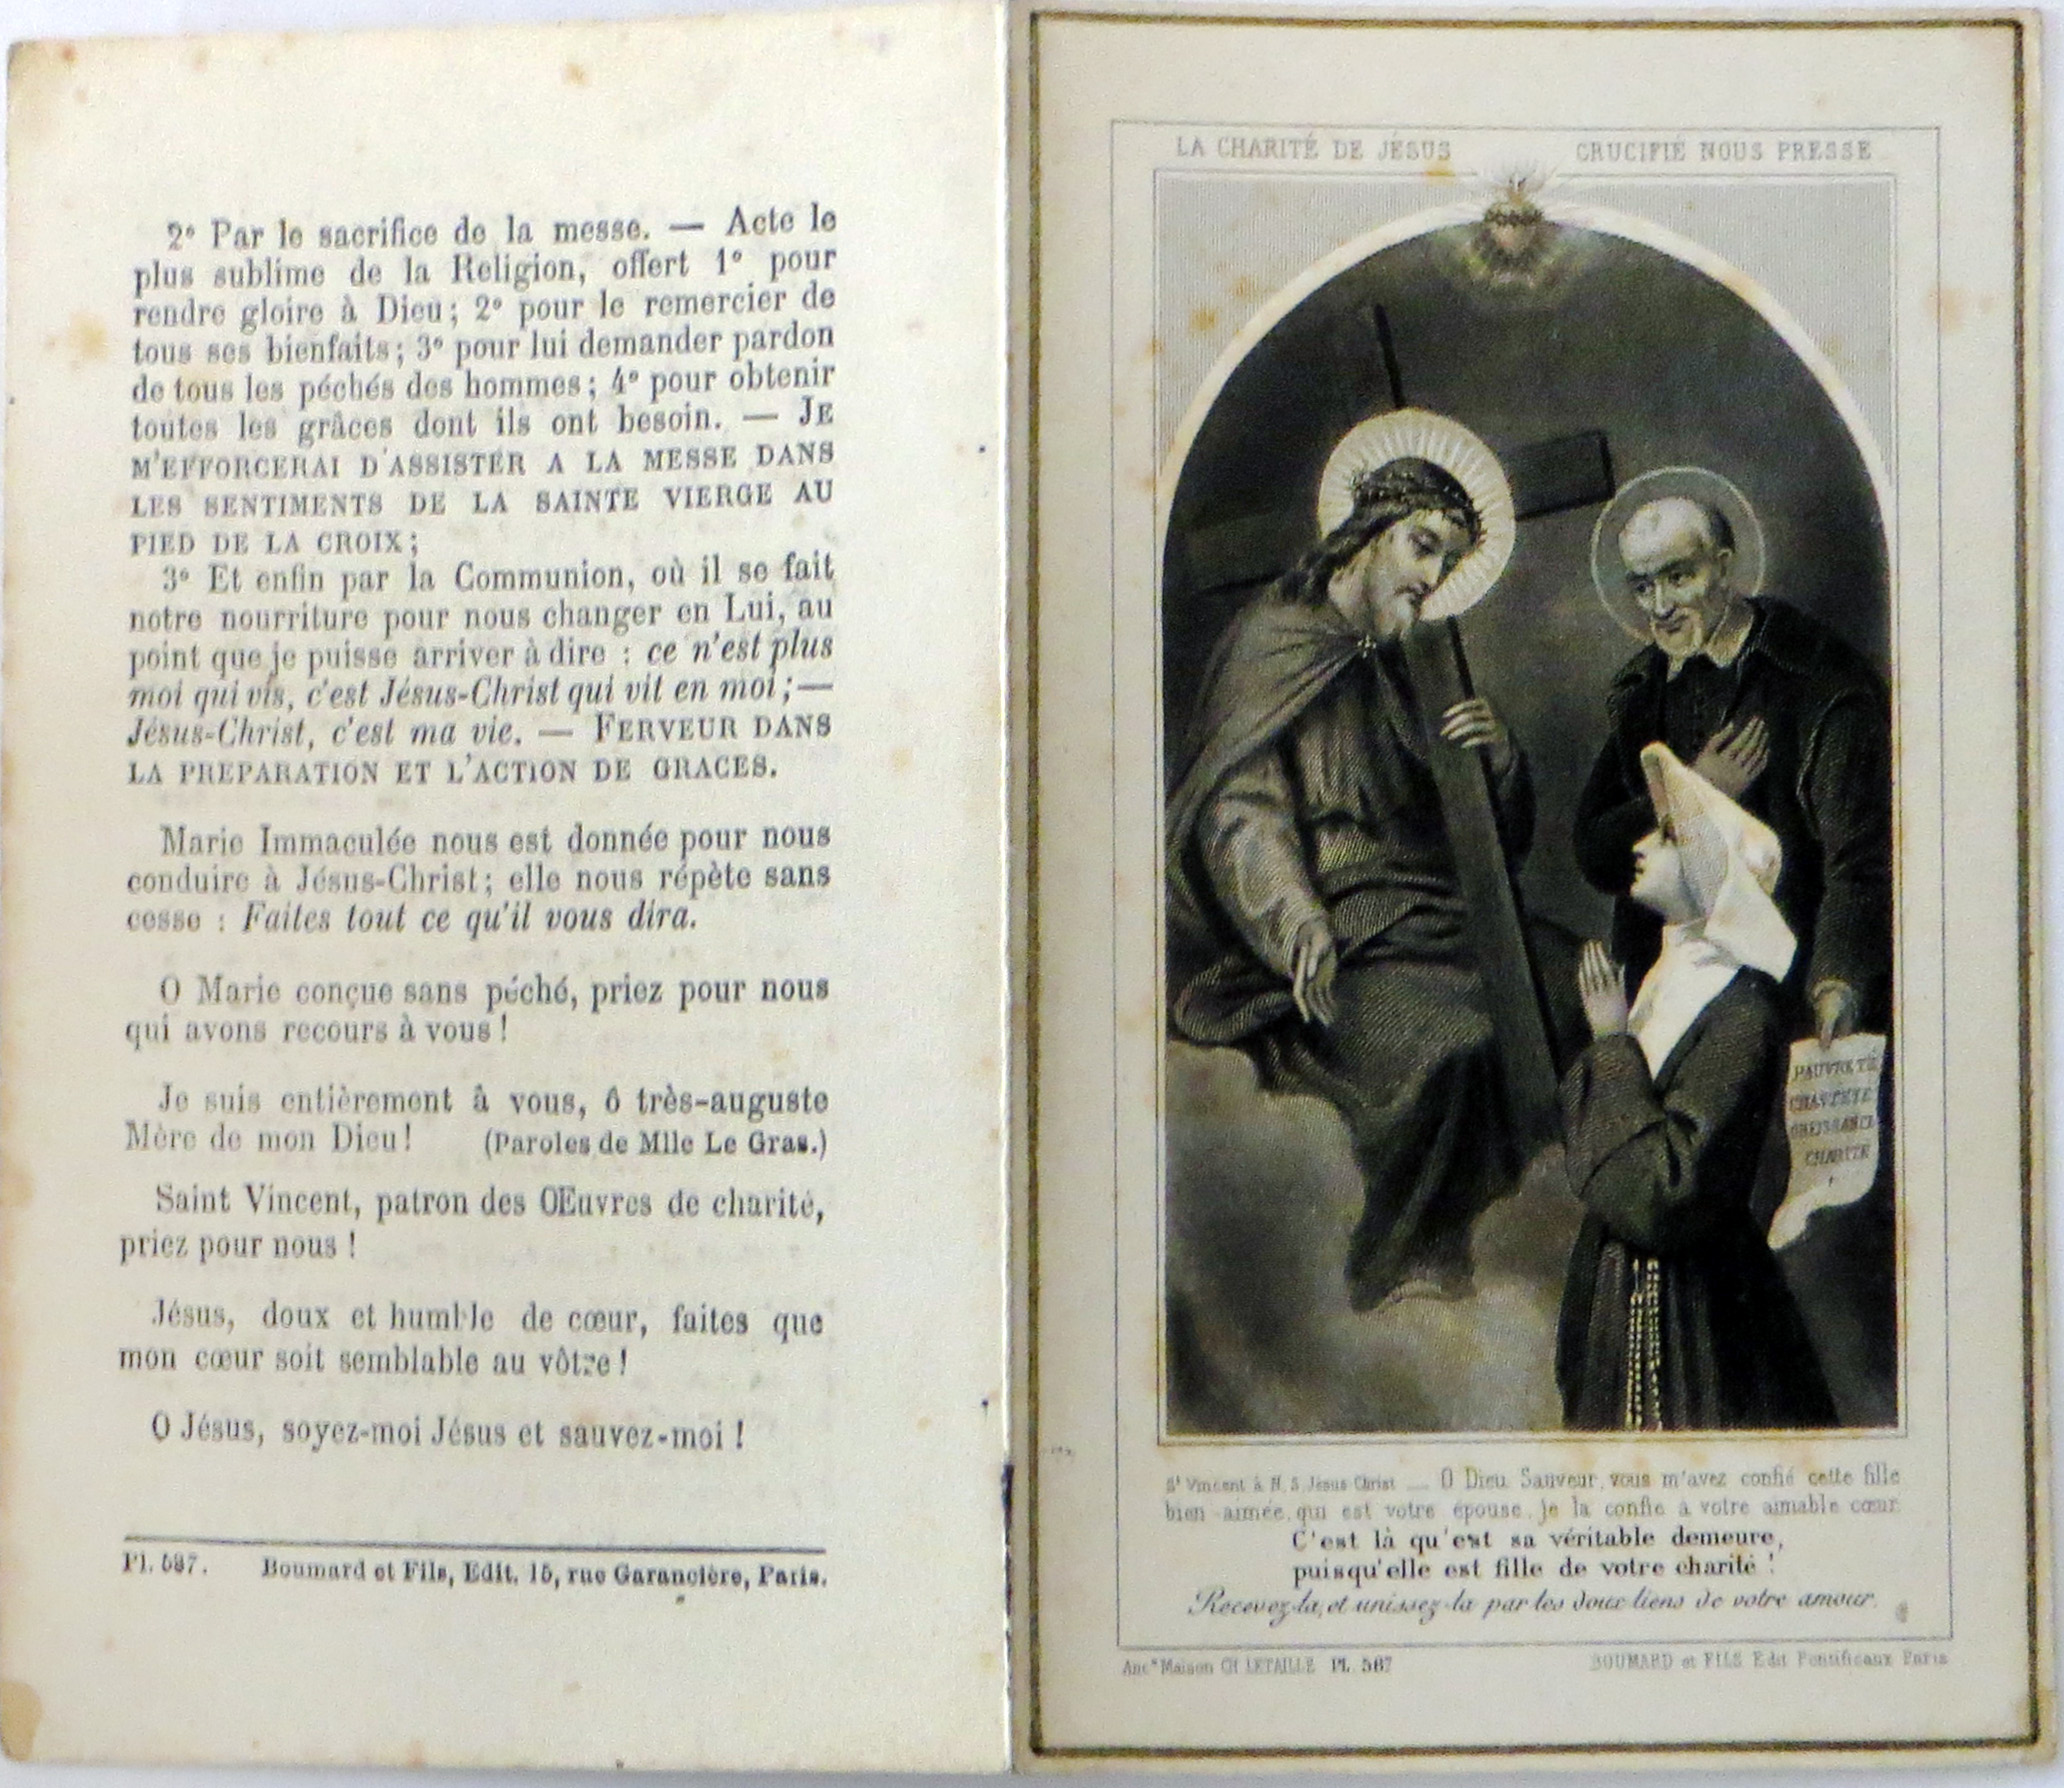 2° Par le sacrifice de la messe. — Acte le
plus sublime de la Religion, offert 1° pour
rendre gloire à Dieu; 2° pour le remercier de
tous ses bienfaits; 3° pour lui demander pardon
de tous les péchés des hommes; 4° pour obtenir
toutes les grâces dont ils ont besoin. — JE
M'EFFORCERAI D'ASSISTER A LA MESSE DANS
LES SENTIMENTS DE LA SAINTE VIERGE AU
PIED DE LA CROIX;
3° Et enfin par la Communion, où il se fait
notre nourriture pour nous changer en Lui, au
point que je puisse arriver à dire : ce n'est plus
moi qui vis, c'est Jésus-Christ qui vit en moi; —
Jésus-Christ, c'est ma vie. — FERVEUR DANS
LA PREPARATION ET L'ACTION DE GRACES.
Marie Immaculée nous est donnée pour nous
conduire à Jésus-Christ; elle nous répète sans
cesse : Faites tout ce qu'il vous dira.
O Marie conçue sans péché, priez pour nous
qui avons recours à vous !
Je suis entièrement à vous, ô très-auguste
Mère de mon Dieu! (Paroles de Mlle Le Gras.)
Saint Vincent, patron des Œuvres de charité,
priez pour nous !
Jésus, doux et humble de cœur, faites que
mon cœur soit semblable au vôtre !
O Jésus, soyez-moi Jésus et sauvez-moi !
Pl. 587. Boumard et Fils, Edit. 15, rue Garancière, Paris.
LA CHARITÉ DE JÉSUS CRUCIFIÉ NOUS PRESSE
PAUVRETÉ
CHASTETÉ
OBEISSANCE
CHARITE
St Vincent à N. S. Jésus-Christ — O Dieu Sauveur, vous m'avez confié cette fille
bien-aimée, qui est votre épouse, je la confie à votre aimable cœur.
C'est là qu'est sa véritable demeure,
puisqu'elle est fille de votre charité !
Recevez-la, et unissez-la par les doux liens de votre amour.
Ancne Maison CH LETAILLE Pl. 587 BOUMARD et FILS Edit Pontificaux Paris